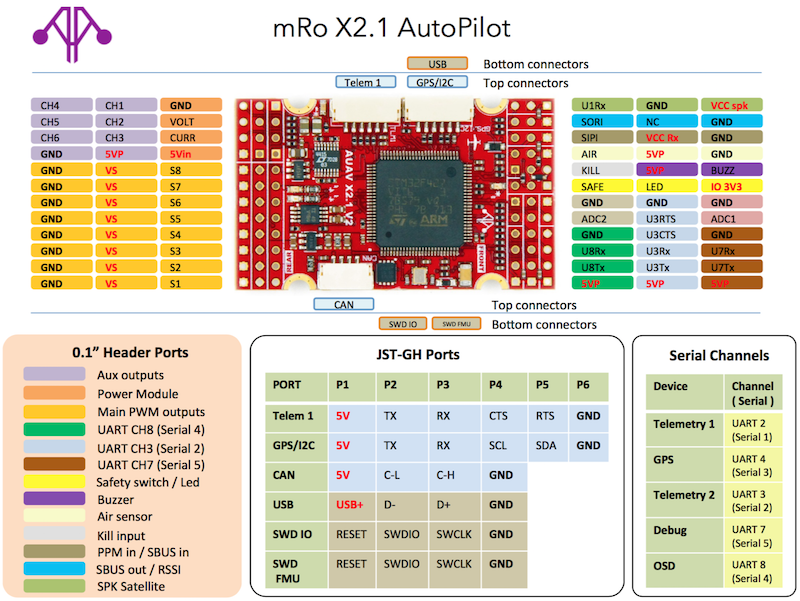 mRo X2.1 AutoPilot
USB Bottom connectors
Telem 1 GPS/I2C Top connectors
CH4 CH1 GND U1Rx GND VCC spk
CH5 CH2 VOLT SORI NC GND
CH6 CH3 CURR SIPI VCC Rx GND
GND 5VP 5Vin AIR 5VP GND
GND VS S8 KILL 5VP BUZZ
GND VS S7 SAFE LED IO 3V3
GND VS S6 GND GND GND
GND VS S5 ADC2 U3RTS ADC1
GND VS S4 GND U3CTS GND
GND VS S3 U8Rx U3Rx U7Rx
GND VS S2 U8Tx U3Tx U7Tx
GND VS S1 5VP 5VP 5VP
GPS-I2C
AUAV X2.1 V2
ARM
REAR
CAN
FRONT
CAN Top connectors
SWD IO SWD FMU Bottom connectors
0.1” Header Ports
Aux outputs
Power Module
Main PWM outputs
UART CH8 (Serial 4)
UART CH3 (Serial 2)
UART CH7 (Serial 5)
Safety switch / Led
Buzzer
Air sensor
Kill input
PPM in / SBUS in
SBUS out / RSSI
SPK Satellite
JST-GH Ports
PORT P1 P2 P3 P4 P5 P6
Telem 1 5V TX RX CTS RTS GND
GPS/I2C 5V TX RX SCL SDA GND
CAN 5V C-L C-H GND
USB USB+ D- D+ GND
SWD IO RESET SWDIO SWCLK GND
SWD RESET SWDIO SWCLK GND
FMU
Serial Channels
Device Channel
( Serial )
Telemetry 1 UART 2
(Serial 1)
GPS UART 4
(Serial 3)
Telemetry 2 UART 3
(Serial 2)
Debug UART 7
(Serial 5)
OSD UART 8
(Serial 4)